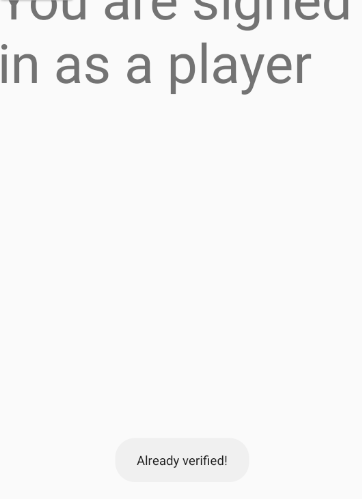 You are signed
in as a player
Already verified!